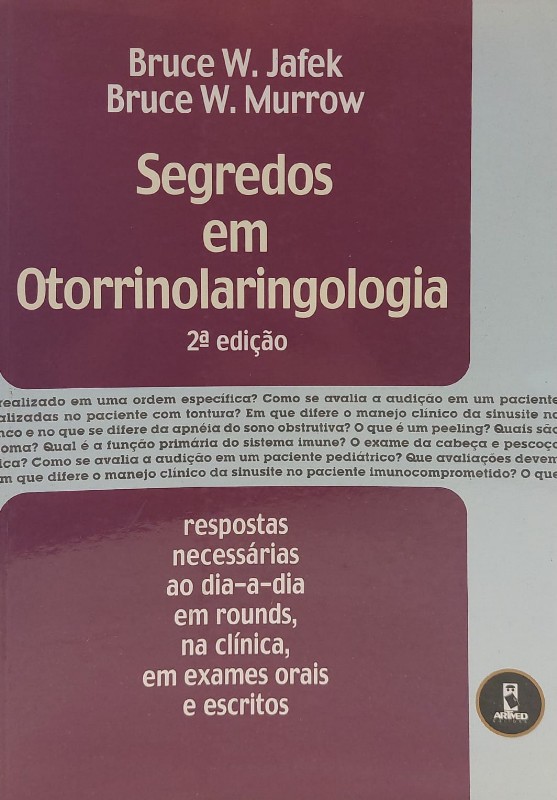 Bruce W. Jafek
Bruce W. Murrow
Segredos
em
Otorrinolaringologia
2ª edição
realizado em uma ordem específica? Como se avalia a audição em um paciente
alizadas no paciente com tontura? Em que difere o manejo clínico da sinusite no
nco e no que se difere da apnéia do sono obstrutiva? O que é um peeling? Quais são
oma? Qual é a função primária do sistema imune? O exame da cabeça e pescoço
ica? Como se avalia a audição em um paciente pediátrico? Que avaliações devem
m que difere o manejo clínico da sinusite no paciente imunocomprometido? O que
respostas
necessárias
ao dia-a-dia
em rounds,
na clínica,
em exames orais
e escritos
ARTMED